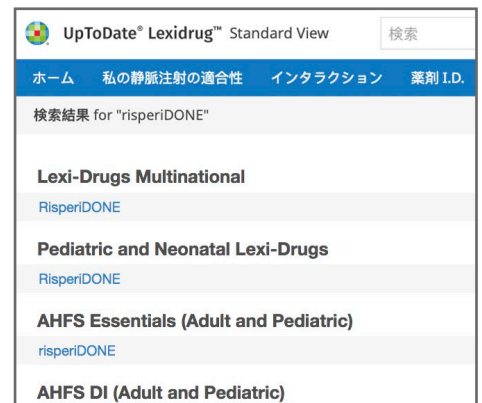 UpToDate® Lexidrug™ Standard View 検索
ホーム 私の静脈注射の適合性 インタラクション 薬剤 I.D.
検索結果 for "risperiDONE"
Lexi-Drugs Multinational
RisperiDONE
Pediatric and Neonatal Lexi-Drugs
RisperiDONE
AHFS Essentials (Adult and Pediatric)
risperiDONE
AHFS DI (Adult and Pediatric)